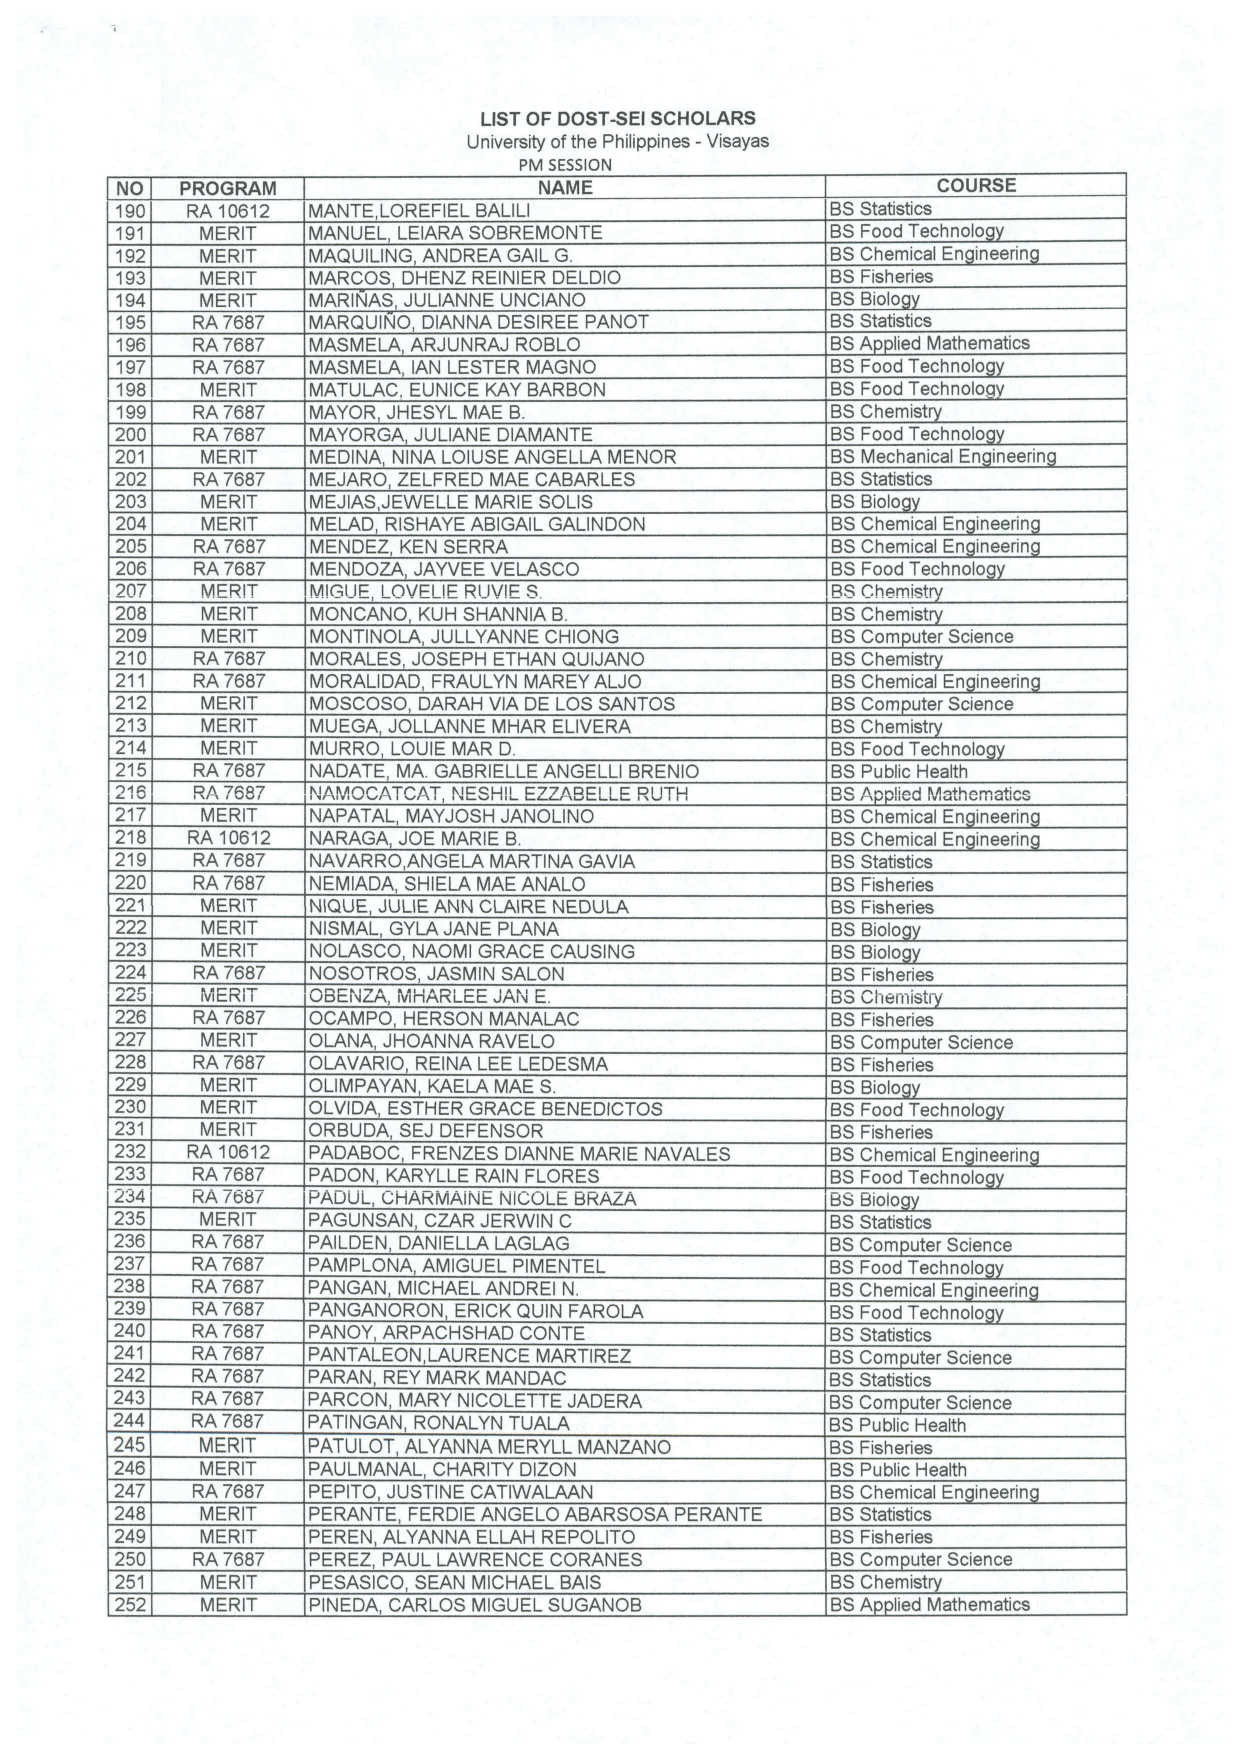 LIST OF DOST-SEI SCHOLARS
University of the Philippines - Visayas
PM SESSION
NO PROGRAM NAME COURSE
190 RA 10612 MANTE,LOREFIEL BALILI BS Statistics
191 MERIT MANUEL, LEIARA SOBREMONTE BS Food Technology
192 MERIT MAQUILING, ANDREA GAIL G. BS Chemical Engineering
193 MERIT MARCOS, DHENZ REINIER DELDIO BS Fisheries
194 MERIT MARIÑAS, JULIANNE UNCIANO BS Biology
195 RA 7687 MARQUIÑO, DIANNA DESIREE PANOT BS Statistics
196 RA 7687 MASMELA, ARJUNRAJ ROBLO BS Applied Mathematics
197 RA 7687 MASMELA, IAN LESTER MAGNO BS Food Technology
198 MERIT MATULAC, EUNICE KAY BARBON BS Food Technology
199 RA 7687 MAYOR, JHESYL MAE B. BS Chemistry
200 RA 7687 MAYORGA, JULIANE DIAMANTE BS Food Technology
201 MERIT MEDINA, NINA LOIUSE ANGELLA MENOR BS Mechanical Engineering
202 RA 7687 MEJARO, ZELFRED MAE CABARLES BS Statistics
203 MERIT MEJIAS,JEWELLE MARIE SOLIS BS Biology
204 MERIT MELAD, RISHAYE ABIGAIL GALINDON BS Chemical Engineering
205 RA 7687 MENDEZ, KEN SERRA BS Chemical Engineering
206 RA 7687 MENDOZA, JAYVEE VELASCO BS Food Technology
207 MERIT MIGUE, LOVELIE RUVIE S. BS Chemistry
208 MERIT MONCANO, KUH SHANNIA B. BS Chemistry
209 MERIT MONTINOLA, JULLYANNE CHIONG BS Computer Science
210 RA 7687 MORALES, JOSEPH ETHAN QUIJANO BS Chemistry
211 RA 7687 MORALIDAD, FRAULYN MAREY ALJO BS Chemical Engineering
212 MERIT MOSCOSO, DARAH VIA DE LOS SANTOS BS Computer Science
213 MERIT MUEGA, JOLLANNE MHAR ELIVERA BS Chemistry
214 MERIT MURRO, LOUIE MAR D. BS Food Technology
215 RA 7687 NADATE, MA. GABRIELLE ANGELLI BRENIO BS Public Health
216 RA 7687 NAMOCATCAT, NESHIL EZZABELLE RUTH BS Applied Mathematics
217 MERIT NAPATAL, MAYJOSH JANOLINO BS Chemical Engineering
218 RA 10612 NARAGA, JOE MARIE B. BS Chemical Engineering
219 RA 7687 NAVARRO,ANGELA MARTINA GAVIA BS Statistics
220 RA 7687 NEMIADA, SHIELA MAE ANALO BS Fisheries
221 MERIT NIQUE, JULIE ANN CLAIRE NEDULA BS Fisheries
222 MERIT NISMAL, GYLA JANE PLANA BS Biology
223 MERIT NOLASCO, NAOMI GRACE CAUSING BS Biology
224 RA 7687 NOSOTROS, JASMIN SALON BS Fisheries
225 MERIT OBENZA, MHARLEE JAN E. BS Chemistry
226 RA 7687 OCAMPO, HERSON MANALAC BS Fisheries
227 MERIT OLANA, JHOANNA RAVELO BS Computer Science
228 RA 7687 OLAVARIO, REINA LEE LEDESMA BS Fisheries
229 MERIT OLIMPAYAN, KAELA MAE S. BS Biology
230 MERIT OLVIDA, ESTHER GRACE BENEDICTOS BS Food Technology
231 MERIT ORBUDA, SEJ DEFENSOR BS Fisheries
232 RA 10612 PADABOC, FRENZES DIANNE MARIE NAVALES BS Chemical Engineering
233 RA 7687 PADON, KARYLLE RAIN FLORES BS Food Technology
234 RA 7687 PADUL, CHARMAINE NICOLE BRAZA BS Biology
235 MERIT PAGUNSAN, CZAR JERWIN C BS Statistics
236 RA 7687 PAILDEN, DANIELLA LAGLAG BS Computer Science
237 RA 7687 PAMPLONA, AMIGUEL PIMENTEL BS Food Technology
238 RA 7687 PANGAN, MICHAEL ANDREI N. BS Chemical Engineering
239 RA 7687 PANGANORON, ERICK QUIN FAROLA BS Food Technology
240 RA 7687 PANOY, ARPACHSHAD CONTE BS Statistics
241 RA 7687 PANTALEON,LAURENCE MARTIREZ BS Computer Science
242 RA 7687 PARAN, REY MARK MANDAC BS Statistics
243 RA 7687 PARCON, MARY NICOLETTE JADERA BS Computer Science
244 RA 7687 PATINGAN, RONALYN TUALA BS Public Health
245 MERIT PATULOT, ALYANNA MERYLL MANZANO BS Fisheries
246 MERIT PAULMANAL, CHARITY DIZON BS Public Health
247 RA 7687 PEPITO, JUSTINE CATIWALAAN BS Chemical Engineering
248 MERIT PERANTE, FERDIE ANGELO ABARSOSA PERANTE BS Statistics
249 MERIT PEREN, ALYANNA ELLAH REPOLITO BS Fisheries
250 RA 7687 PEREZ, PAUL LAWRENCE CORANES BS Computer Science
251 MERIT PESASICO, SEAN MICHAEL BAIS BS Chemistry
252 MERIT PINEDA, CARLOS MIGUEL SUGANOB BS Applied Mathematics